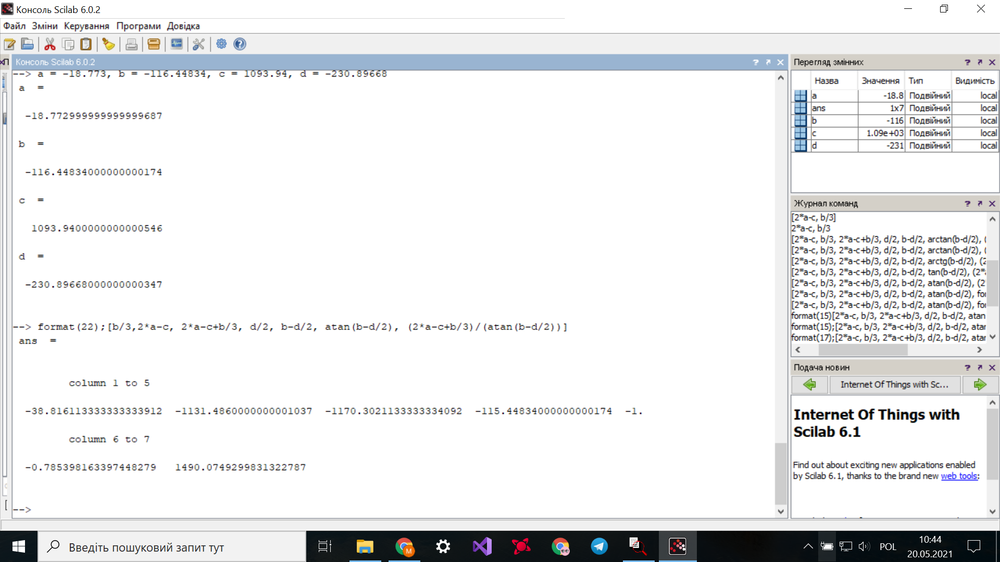 Консоль Scilab 6.0.2
Файл Зміни Керування Програми Довідка
Консоль Scilab 6.0.2
--> a = -18.773, b = -116.44834, c = 1093.94, d = -230.89668
a =
-18.772999999999999687
b =
-116.44834000000000174
c =
1093.9400000000000546
d =
-230.89668000000000347
--> format(22);[b/3,2*a-c, 2*a-c+b/3, d/2, b-d/2, atan(b-d/2), (2*a-c+b/3)/(atan(b-d/2))]
ans =
column 1 to 5
-38.816113333333333912 -1131.4860000000001037 -1170.3021133333334092 -115.44834000000000174 -1.
column 6 to 7
-0.785398163397448279 1490.0749299831322787
-->
Перегляд змінних
Назва Значення Тип Видимість
a -18.8 Подвійний local
ans 1x7 Подвійний local
b -116 Подвійний local
c 1.09e+03 Подвійний local
d -231 Подвійний local
Журнал команд
[2*a-c, b/3]
2*a-c, b/3
[2*a-c, b/3, 2*a-c+b/3, d/2, b-d/2, arctan(b-d/2), (
[2*a-c, b/3, 2*a-c+b/3, d/2, b-d/2, arctan(b-d/2), (
[2*a-c, b/3, 2*a-c+b/3, d/2, b-d/2, arctg(b-d/2), (2
[2*a-c, b/3, 2*a-c+b/3, d/2, b-d/2, tan(b-d/2), (2*a
[2*a-c, b/3, 2*a-c+b/3, d/2, b-d/2, atan(b-d/2), (2
[2*a-c, b/3, 2*a-c+b/3, d/2, b-d/2, atan(b-d/2), for
[2*a-c, b/3, 2*a-c+b/3, d/2, b-d/2, atan(b-d/2), for
format(15)[2*a-c, b/3, 2*a-c+b/3, d/2, b-d/2, atan
format(15);[2*a-c, b/3, 2*a-c+b/3, d/2, b-d/2, atan
format(17);[2*a-c, b/3, 2*a-c+b/3, d/2, b-d/2, atan
Подача новин
Internet Of Things with Sc...
Internet Of Things with
Scilab 6.1
Find out about exciting new applications enabled
by Scilab 6.1, thanks to the brand new web tools:
Введіть пошуковий запит тут
POL
10:44
20.05.2021